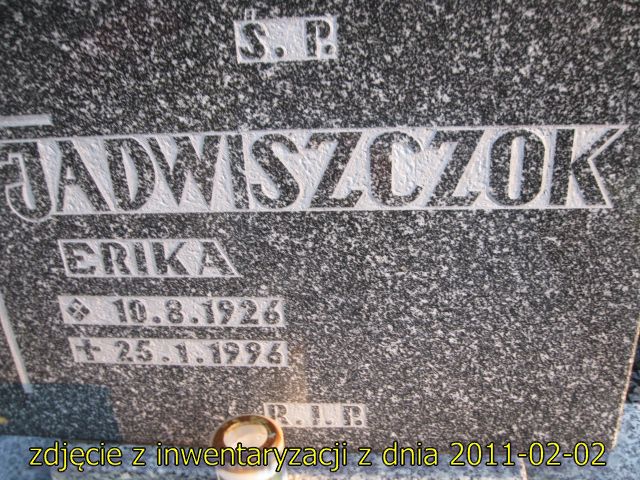 Ś. P.
JADWISZCZOK
ERIKA
10.8.1926
+ 25.1.1996
R.I.P.
zdjęcie z inwentaryzacji z dnia 2011-02-02